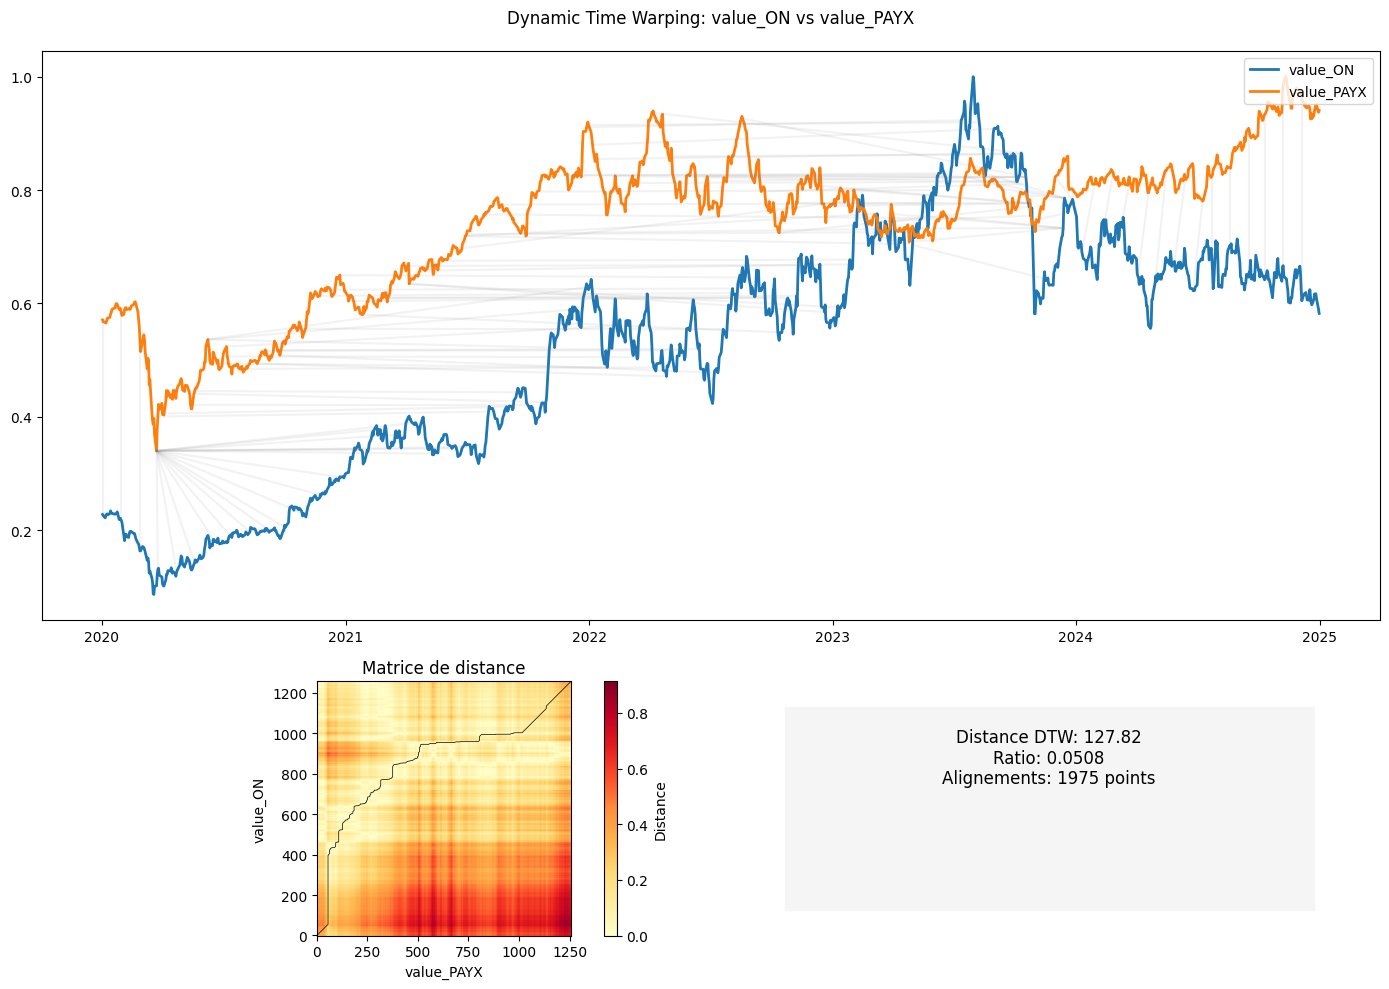 Dynamic Time Warping: value_ON vs value_PAYX
value_ON
value_PAYX
1.0
0.8
0.6
0.4
0.2
2020
2021
2022
2023
2024
2025
Matrice de distance
value_ON
1200
1000
800
600
400
200
0
0
250
500
750
1000
1250
value_PAYX
0.8
0.6
0.4
0.2
0.0
Distance
Distance DTW: 127.82
Ratio: 0.0508
Alignements: 1975 points